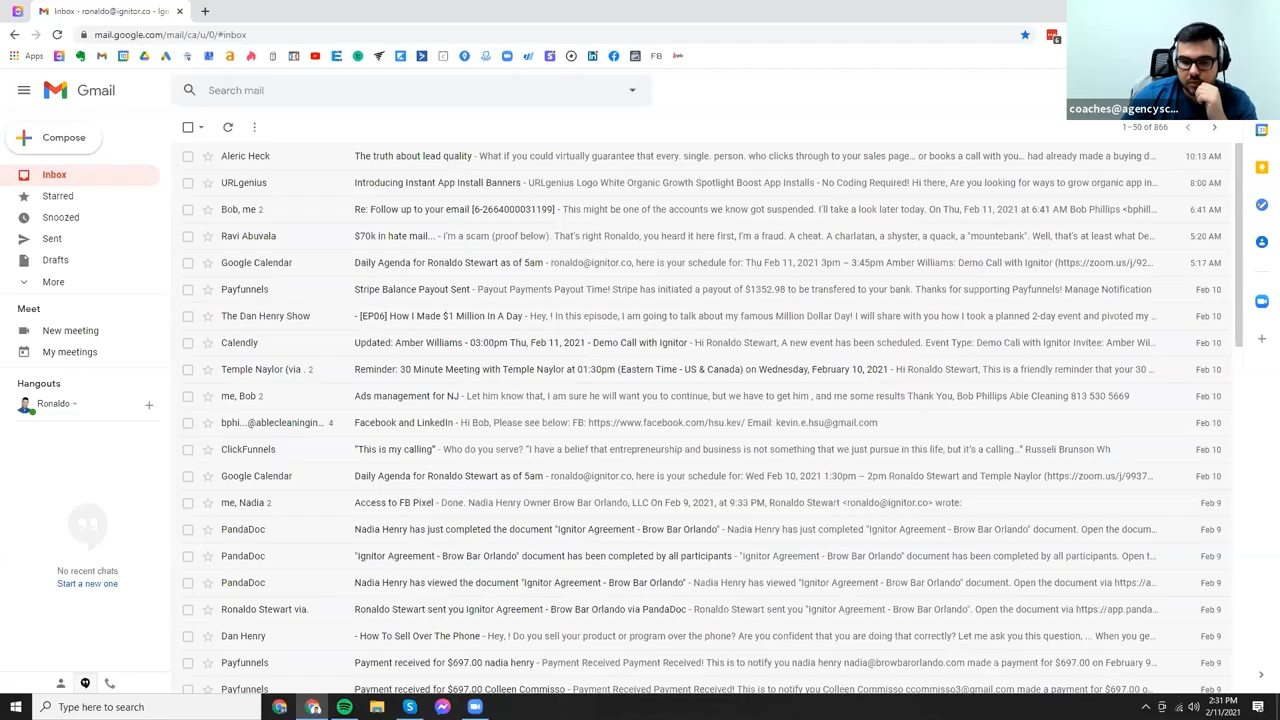 Inbox - ronaldo@ignitor.co - Ign
mail.google.com/mail/ca/u/0/#inbox
Apps
FB
6
coaches@agencysc...
Gmail
Search mail
Compose
1–50 of 866
Inbox
Starred
Snoozed
Sent
Drafts
More
Meet
New meeting
My meetings
Hangouts
Ronaldo
No recent chats
Start a new one
Aleric Heck The truth about lead quality - What if you could virtually guarantee that every. single. person. who clicks through to your sales page... or books a call with you... had already made a buying d... 10:13 AM
URLgenius Introducing Instant App Install Banners - URLgenius Logo White Organic Growth Spotlight Boost App Installs - No Coding Required! Hi there, Are you looking for ways to grow organic app in... 8:00 AM
Bob, me 2 Re: Follow up to your email [6-2664000031199] - This might be one of the accounts we know got suspended. I'll take a look later today. On Thu, Feb 11, 2021 at 6:41 AM Bob Phillips <bphill... 6:41 AM
Ravi Abuvala $70k in hate mail... - i'm a scam (proof below). That's right Ronaldo, you heard it here first, I'm a fraud. A cheat. A charlatan, a shyster, a quack, a "mountebank". Well, that's at least what De... 5:20 AM
Google Calendar Daily Agenda for Ronaldo Stewart as of 5am - ronaldo@ignitor.co, here is your schedule for: Thu Feb 11, 2021 3pm – 3:45pm Amber Williams: Demo Call with Ignitor (https://zoom.us/j/92... 5:17 AM
Payfunnels Stripe Balance Payout Sent - Payout Payments Payout Time! Stripe has initiated a payout of $1352.98 to be transfered to your bank. Thanks for supporting Payfunnels! Manage Notification Feb 10
The Dan Henry Show - [EP06] How I Made $1 Million In A Day - Hey, ! In this episode, I am going to talk about my famous Million Dollar Day! I will share with you how I took a planned 2-day event and pivoted my ... Feb 10
Calendly Updated: Amber Williams - 03:00pm Thu, Feb 11, 2021 - Demo Call with Ignitor - Hi Ronaldo Stewart, A new event has been scheduled. Event Type: Demo Call with Ignitor Invitee: Amber Wil... Feb 10
Temple Naylor (via . 2 Reminder: 30 Minute Meeting with Temple Naylor at 01:30pm (Eastern Time - US & Canada) on Wednesday, February 10, 2021 - Hi Ronaldo Stewart, This is a friendly reminder that your 30 ... Feb 10
me, Bob 2 Ads management for NJ - Let him know that, I am sure he will want you to continue, but we have to get him , and me some results Thank You, Bob Phillips Able Cleaning 813 530 5669 Feb 10
bphi...@ablecleaningin... 4 Facebook and LinkedIn - Hi Bob, Please see below: FB: https://www.facebook.com/hsu.kev/ Email: kevin.e.hsu@gmail.com Feb 10
ClickFunnels "This is my calling" - Who do you serve? "I have a belief that entrepreneurship and business is not something that we just pursue in this life, but it's a calling..." Russell Brunson Wh Feb 10
Google Calendar Daily Agenda for Ronaldo Stewart as of 5am - ronaldo@ignitor.co, here is your schedule for: Wed Feb 10, 2021 1:30pm – 2pm Ronaldo Stewart and Temple Naylor (https://zoom.us/j/9937... Feb 10
me, Nadia 2 Access to FB Pixel - Done. Nadia Henry Owner Brow Bar Orlando, LLC On Feb 9, 2021, at 9:33 PM, Ronaldo Stewart <ronaldo@ignitor.co> wrote: Feb 9
PandaDoc Nadia Henry has just completed the document "Ignitor Agreement - Brow Bar Orlando" - Nadia Henry has just completed "Ignitor Agreement - Brow Bar Orlando" document. Open the docum... Feb 9
PandaDoc "Ignitor Agreement - Brow Bar Orlando" document has been completed by all participants - "Ignitor Agreement - Brow Bar Orlando" document has been completed by all participants. Open t... Feb 9
PandaDoc Nadia Henry has viewed the document "Ignitor Agreement - Brow Bar Orlando" - Nadia Henry has viewed "Ignitor Agreement - Brow Bar Orlando" document. Open the document via https://a... Feb 9
Ronaldo Stewart via. Ronaldo Stewart sent you Ignitor Agreement - Brow Bar Orlando via PandaDoc - Ronaldo Stewart sent you "Ignitor Agreement - Brow Bar Orlando". Open the document via https://app.panda... Feb 9
Dan Henry - How To Sell Over The Phone - Hey, ! Do you sell your product or program over the phone? Are you confident that you are doing that correctly? Let me ask you this question, ... When you ge... Feb 9
Payfunnels Payment received for $697.00 nadia henry - Payment Received Payment Received! This is to notify you nadia henry nadia@browbarorlando.com made a payment for $697.00 on February 9... Feb 9
Payfunnels Payment received for $697.00 Colleen Commisso - Payment Received Payment Received! This is to notify you Colleen Commisso ccommisso3@gmail.com made a payment for $697.00 on Feb 9
Type here to search
2:31 PM
2/11/2021